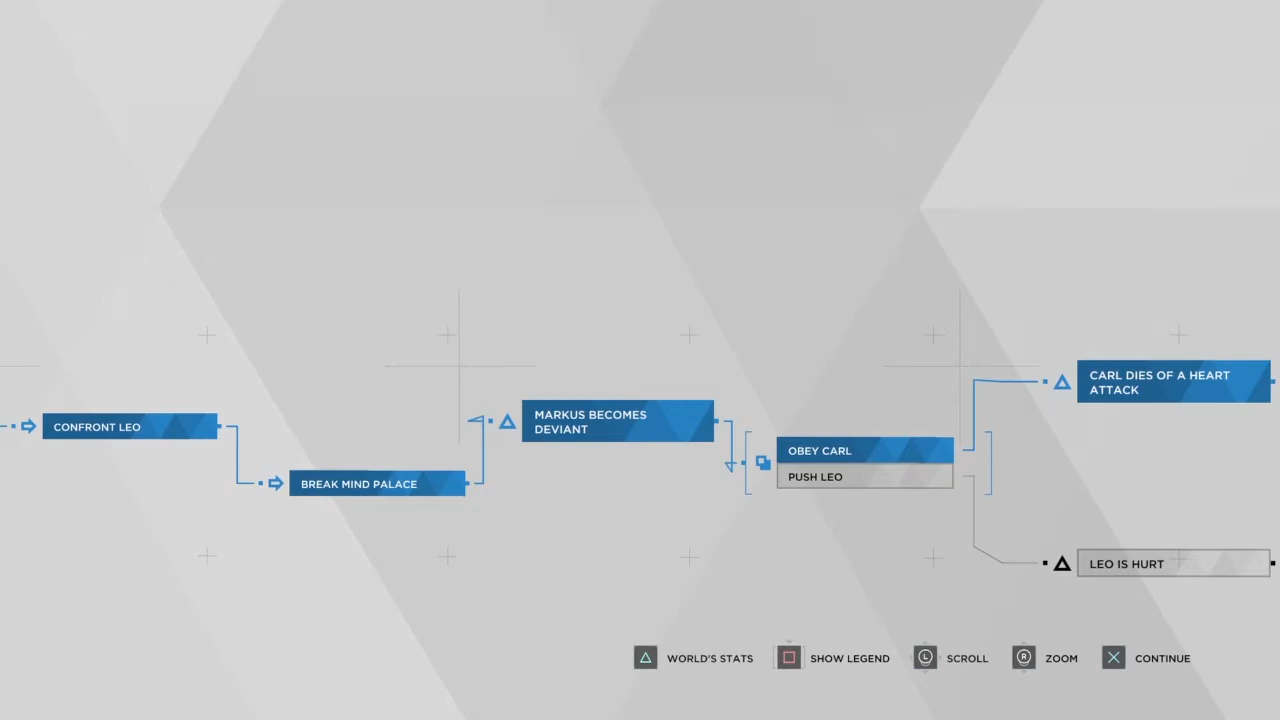 CONFRONT LEO
BREAK MIND PALACE
MARKUS BECOMES
DEVIANT
OBEY CARL
PUSH LEO
CARL DIES OF A HEART
ATTACK
LEO IS HURT
WORLD'S STATS
SHOW LEGEND
L
SCROLL
R
ZOOM
CONTINUE